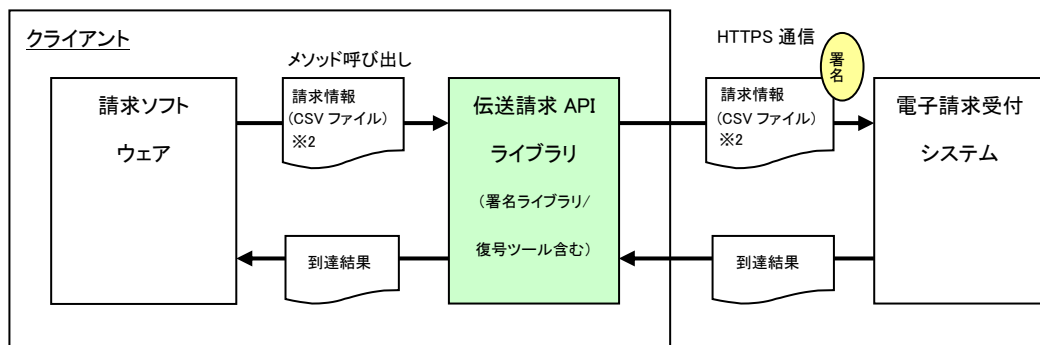 クライアント
メソッド呼び出し
HTTPS 通信
署名
請求ソフト
ウェア
請求情報
(CSV ファイル)
※2
伝送請求 API
ライブラリ
(署名ライブラリ/
復号ツール含む)
請求情報
(CSV ファイル)
※2
電子請求受付
システム
到達結果
到達結果